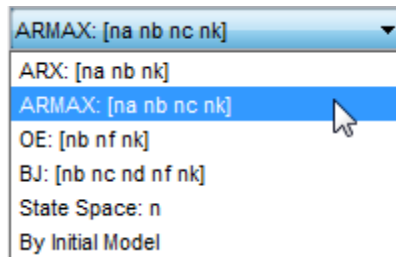 ARMAX: [na nb nc nk]
ARX: [na nb nk]
ARMAX: [na nb nc nk]
OE: [nb nf nk]
BJ: [nb nc nd nf nk]
State Space: n
By Initial Model